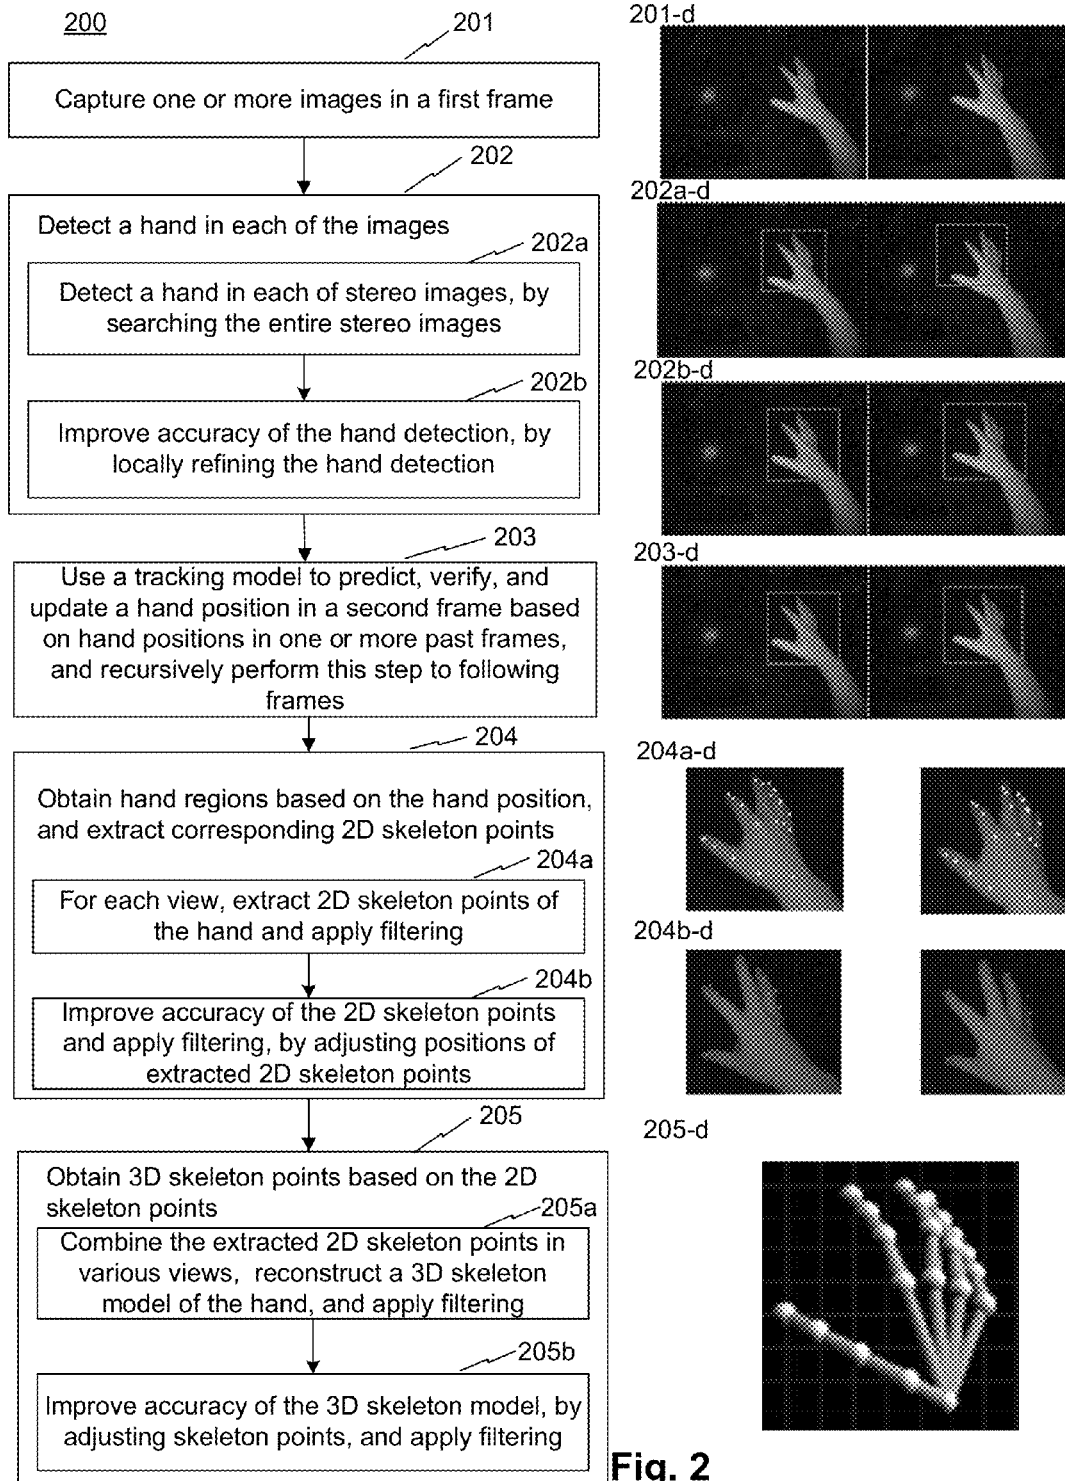 200
201
Capture one or more images in a first frame
202
Detect a hand in each of the images
202a
Detect a hand in each of stereo images, by
searching the entire stereo images
202b
Improve accuracy of the hand detection, by
locally refining the hand detection
203
Use a tracking model to predict, verify, and
update a hand position in a second frame based
on hand positions in one or more past frames,
and recursively perform this step to following
frames
204
Obtain hand regions based on the hand position,
and extract corresponding 2D skeleton points
204a
For each view, extract 2D skeleton points of
the hand and apply filtering
204b
Improve accuracy of the 2D skeleton points
and apply filtering, by adjusting positions of
extracted 2D skeleton points
205
Obtain 3D skeleton points based on the 2D
skeleton points
205a
Combine the extracted 2D skeleton points in
various views, reconstruct a 3D skeleton
model of the hand, and apply filtering
205b
Improve accuracy of the 3D skeleton model, by
adjusting skeleton points, and apply filtering
201-d
202a-d
202b-d
203-d
204a-d
204b-d
205-d
Fig. 2